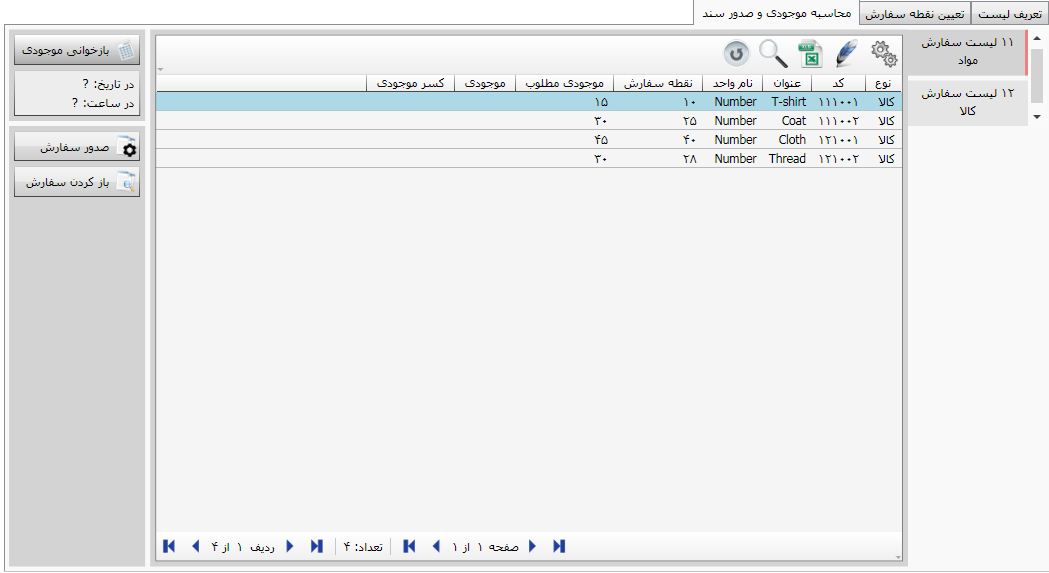 تعریف لیست	تعیین نقطه سفارش	محاسبه موجودی و صدور سند
۱۱ لیست سفارش
مواد
۱۲ لیست سفارش
کالا
نوع	کد	عنوان	نام واحد	نقطه سفارش	موجودی مطلوب	موجودی	کسر موجودی
کالا	۱۱۱۰۰۱	T-shirt	Number	۱۰	۱۵
کالا	۱۱۱۰۰۲	Coat	Number	۲۵	۳۰
کالا	۱۲۱۰۰۱	Cloth	Number	۴۰	۴۵
کالا	۱۲۱۰۰۲	Thread	Number	۲۸	۳۰
صفحه ۱ از ۱	تعداد: ۴	ردیف ۱ از ۴
بازخوانی موجودی
در تاریخ: ?
در ساعت: ?
صدور سفارش
باز کردن سفارش